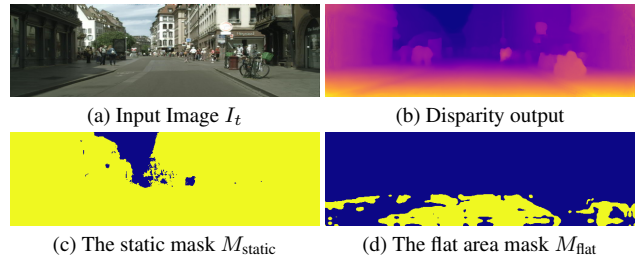 (a) Input Image I_t
(b) Disparity output
(c) The static mask M_static
(d) The flat area mask M_flat